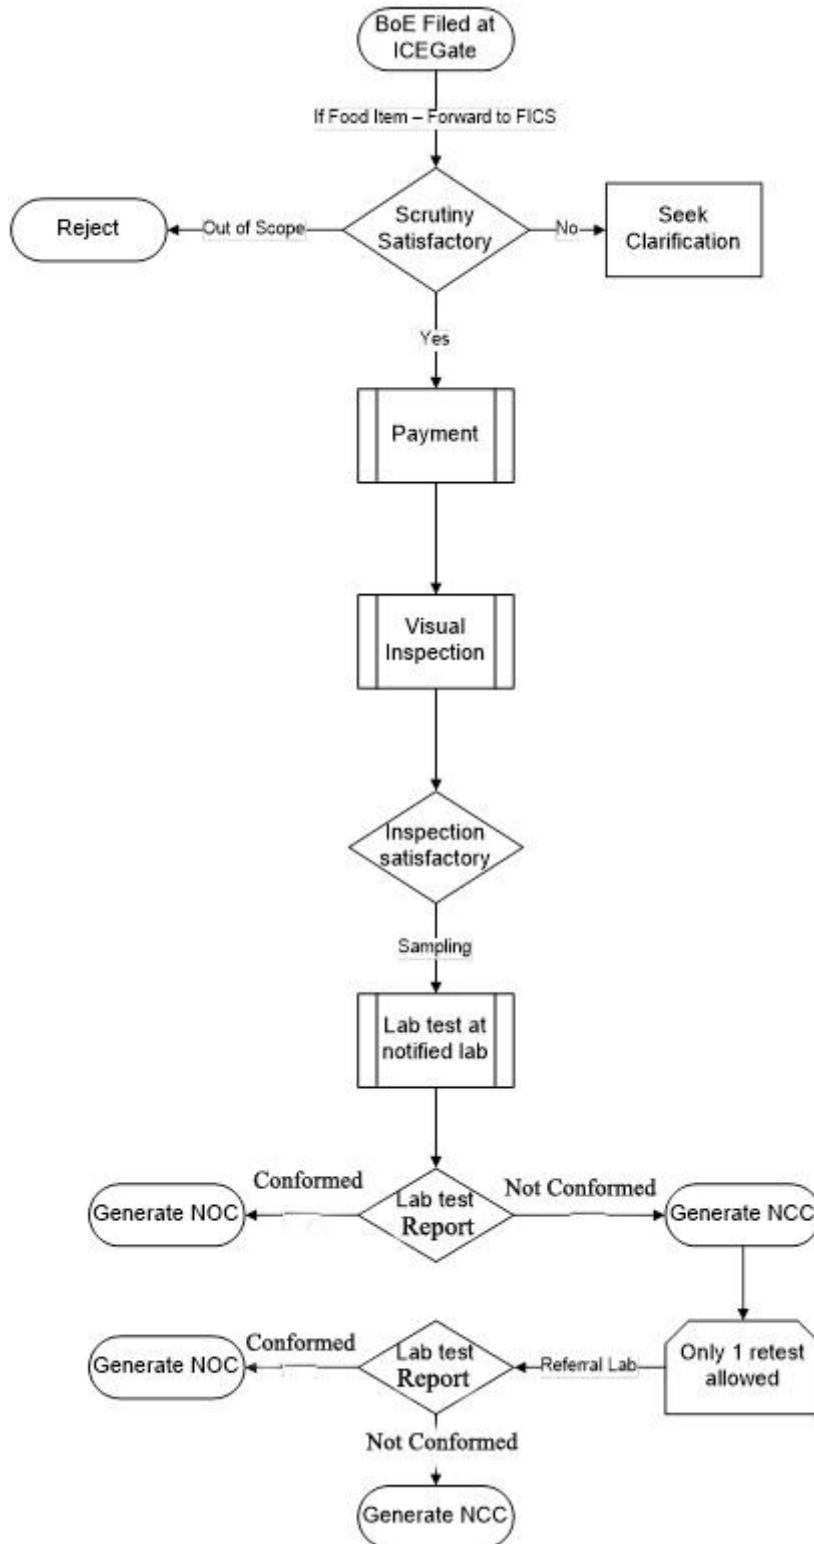 BoE Filed at
ICEGate
If Food Item – Forward to FICS
Reject
Out of Scope
Scrutiny
Satisfactory
No
Seek
Clarification
Yes
Payment
Visual
Inspection
Inspection
satisfactory
Sampling
Lab test at
notified lab
Generate NOC
Conformed
Lab test
Report
Not Conformed
Generate NCC
Only 1 retest
allowed
Referral Lab
Lab test
Report
Conformed
Generate NOC
Not Conformed
Generate NCC